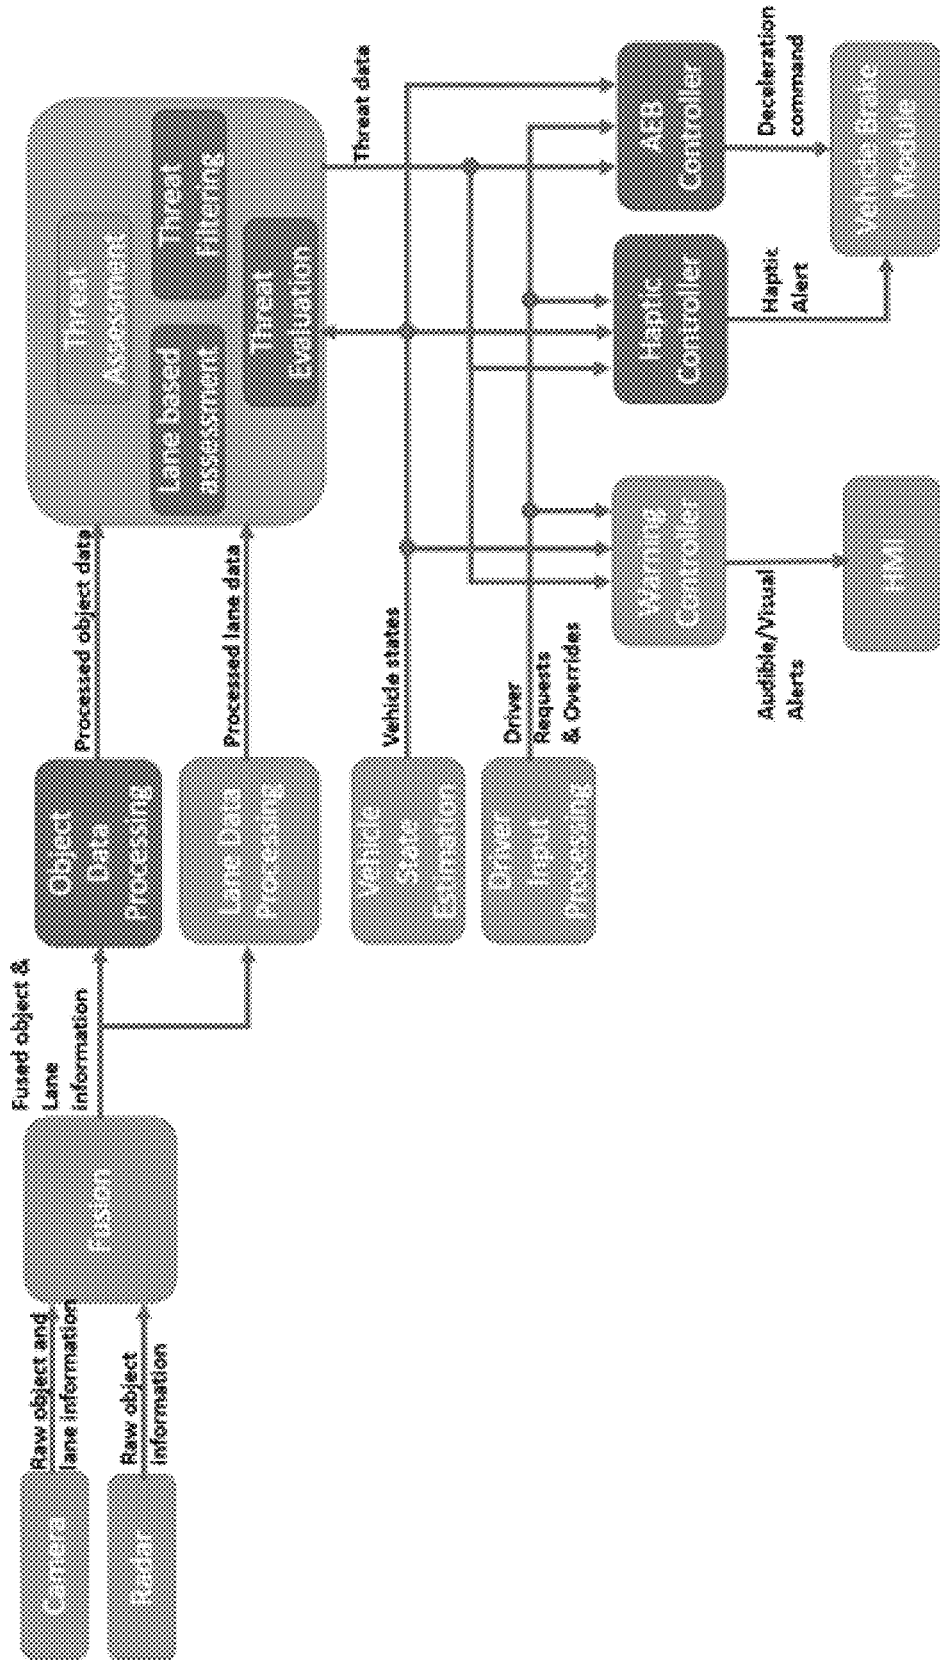 Camera
Raw object and
lane information
Radar
Raw object
information
Fusion
Fused object &
Lane
information
Object
Data
Processing
Processed object data
Lane Data
Processing
Processed lane data
Threat
Assessment
Lane based
assessment
Threat
Filtering
Threat
Evaluation
Threat data
Vehicle
State
Estimation
Vehicle states
Driver
Input
Processing
Driver
Requests
& Overrides
Warning
Controller
Haptic
Controller
AEB
Controller
Audible/Visual
Alerts
Haptic
Alert
Deceleration
command
HMI
Vehicle Brake
Module